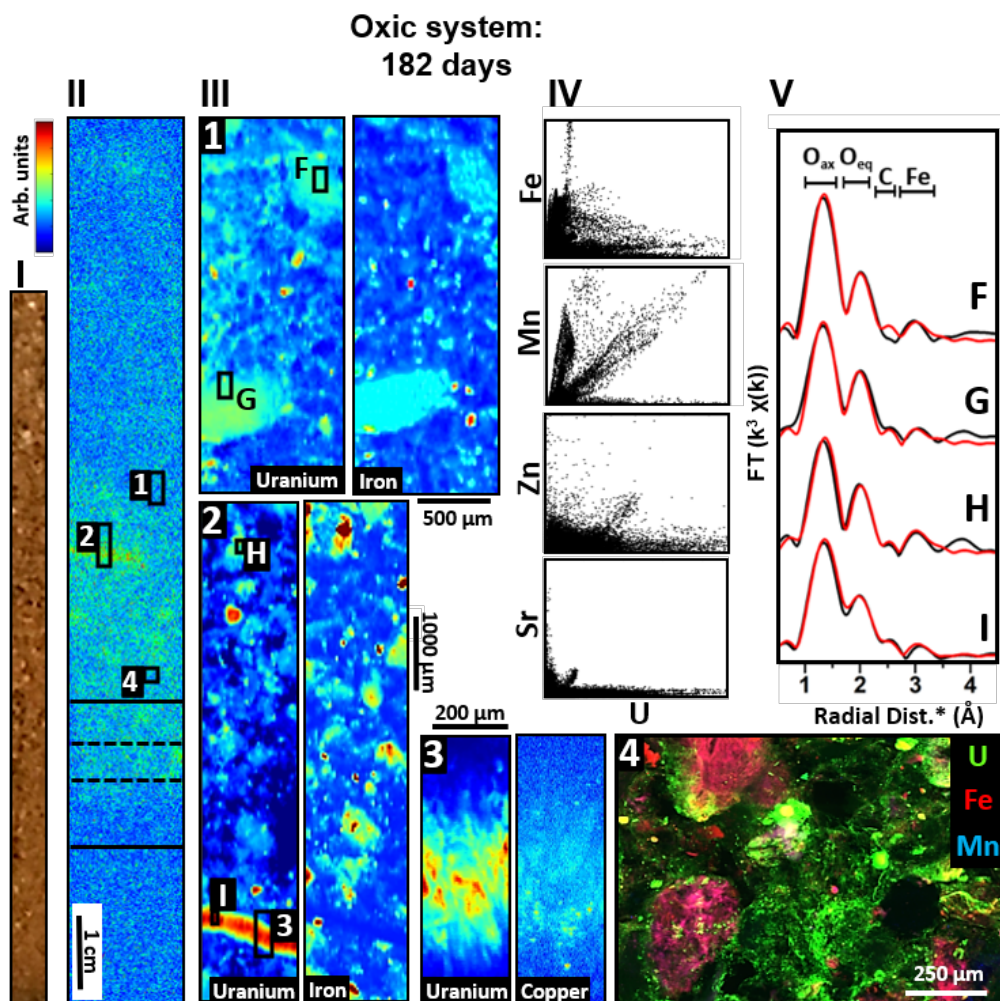 Oxic system:
182 days
I
II
III
IV
V
Arb. units
1
2
4
1 cm
1
F
G
Uranium
Iron
500 µm
2
H
I
3
Uranium
Iron
1000 µm
200 µm
3
Uranium
Copper
Fe
Mn
Zn
Sr
U
Oax Oeq C Fe
F
G
H
I
FT (k³ χ(k))
1 2 3 4
Radial Dist.* (Å)
4
U
Fe
Mn
250 µm